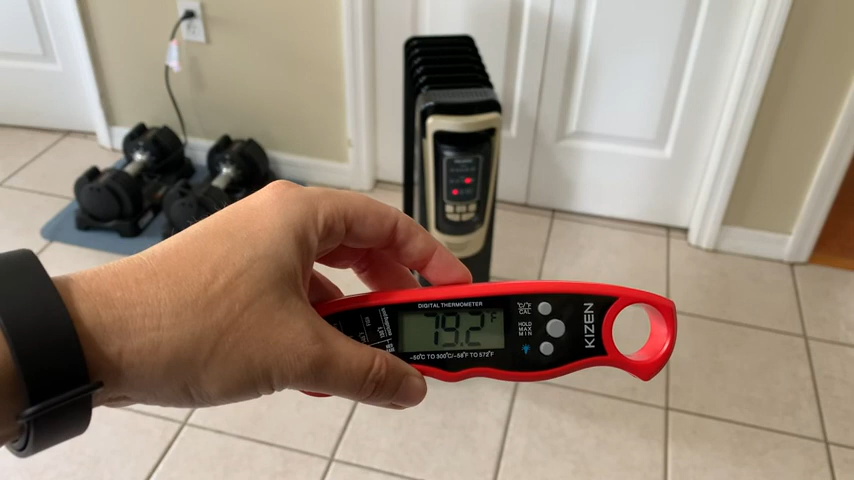 DIGITAL THERMOMETER
79.2°F
-50°C TO 300°C/-58°F TO 572°F
°C/°F
CAL
HOLD
MAX
MIN
KIZEN